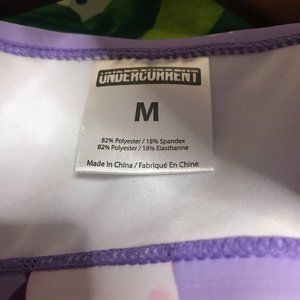 UNDERCURRENT
M
82% Polyester / 18% Spandex
82% Polyester / 18% Elasthanne
Made in China / Fabriqué En Chine